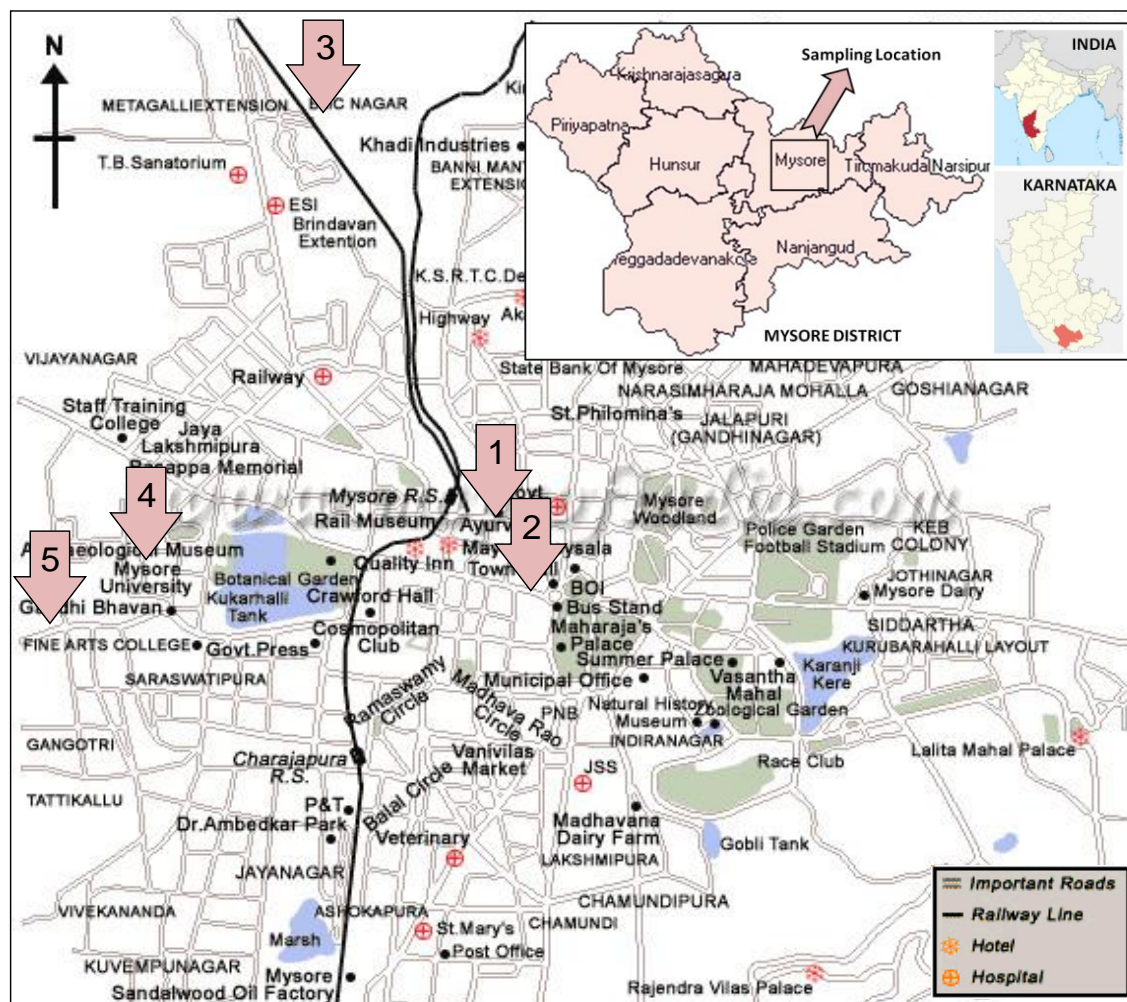 N
3
METAGALLIEXTENSION
NAGAR
T.B.Sanatorium
Khadi Industries
BANNI
ESI
Brindavan
Extention
Highway
VIJAYANAGAR
Railway
State Bank Of Mysore
MAHADEVAPURA
NARASIMHARAJA MOHALLA
GOSHIANAGAR
Staff Training
College
Jaya
Lakshmipura
Memorial
St.Philomina's
JALAPURI
(GANDHINAGAR)
1
4
2
5
Mysore R.S.
Rail Museum
Mysore
Woodland
Police Garden
Football Stadium
KEB
COLONY
Museum
Mysore
University
Quality Inn
Town
BOI
JOTHINAGAR
Mysore Dairy
Botanical Garden
Kukarhalli
Tank
Crawford Hall
Bhavan
Bus Stand
Maharaja's
Palace
SIDDARTHA
KURUBARAHALLI LAYOUT
FINE ARTS COLLEGE
Govt.Press
Cosmopolitan
Club
Summer Palace
Vasantha
Mahal
Karanji
Kere
SARASWATIPURA
Ramaswamy
Circle
Madhava Rao
Circle
Municipal Office
Natural History
Museum
Zoological Garden
PNB
INDIRANAGAR
GANGOTRI
Charajapura
R.S.
Vanivilas
Market
Race Club
Lalita Mahal Palace
TATTIKALLU
P&T
Dr.Ambedkar Park
Balal Circle
JSS
Madhavana
Dairy Farm
Veterinary
Gobli Tank
LAKSHMIPURA
JAYANAGAR
CHAMUNDIPURA
VIVEKANANDA
ASHOKAPURA
CHAMUNDI
Marsh
St.Mary's
Post Office
KUVEMPUNAGAR
Mysore
Sandalwood Oil Factory
Rajendra Vilas Palace
Important Roads
Railway Line
Hotel
Hospital
Sampling Location
Krishnarajasagara
Piriyapatna
Hunsur
Mysore
Narsipur
Nanjangud
MYSORE DISTRICT
INDIA
KARNATAKA